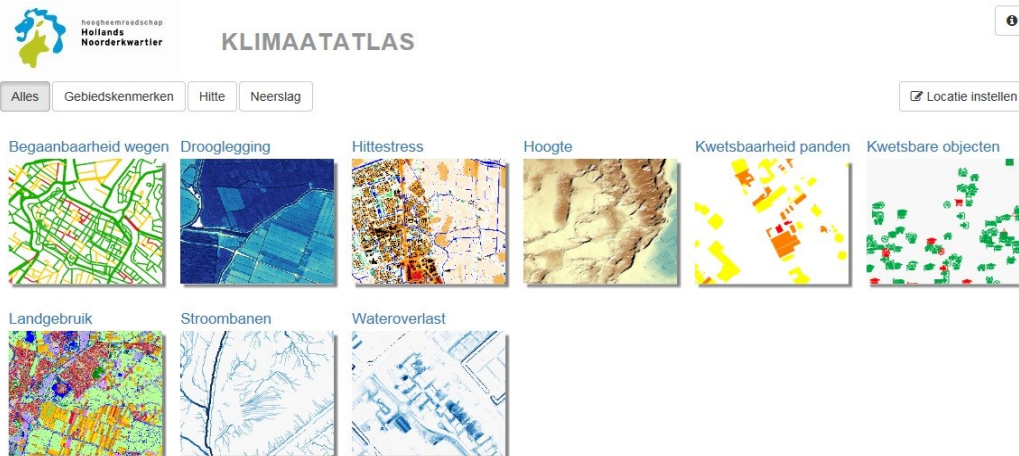 hoogheemraadschap
Hollands
Noorderkwartier
KLIMAATATLAS
Alles
Gebiedskenmerken
Hitte
Neerslag
Locatie instellen
Begaanbaarheid wegen
Drooglegging
Hittestress
Hoogte
Kwetsbaarheid panden
Kwetsbare objecten
Landgebruik
Stroombanen
Wateroverlast